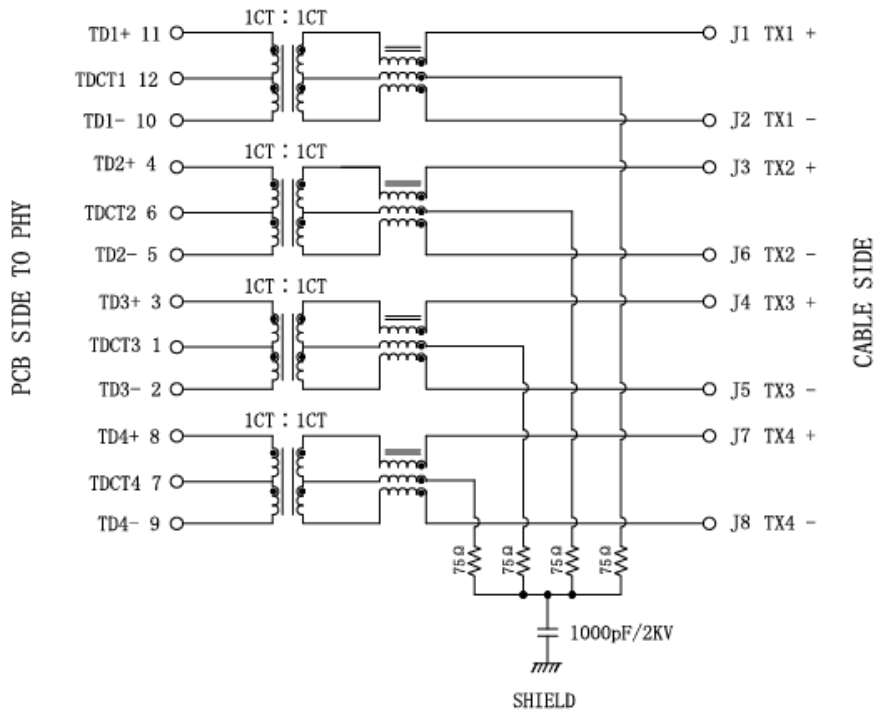 1CT : 1CT
TD1+ 11
J1 TX1 +
TDCT1 12
TD1- 10
J2 TX1 -
1CT : 1CT
TD2+ 4
J3 TX2 +
TDCT2 6
TD2- 5
J6 TX2 -
1CT : 1CT
TD3+ 3
J4 TX3 +
TDCT3 1
TD3- 2
J5 TX3 -
1CT : 1CT
TD4+ 8
J7 TX4 +
TDCT4 7
TD4- 9
J8 TX4 -
PCB SIDE TO PHY
CABLE SIDE
75Ω
75Ω
75Ω
75Ω
1000pF/2KV
SHIELD